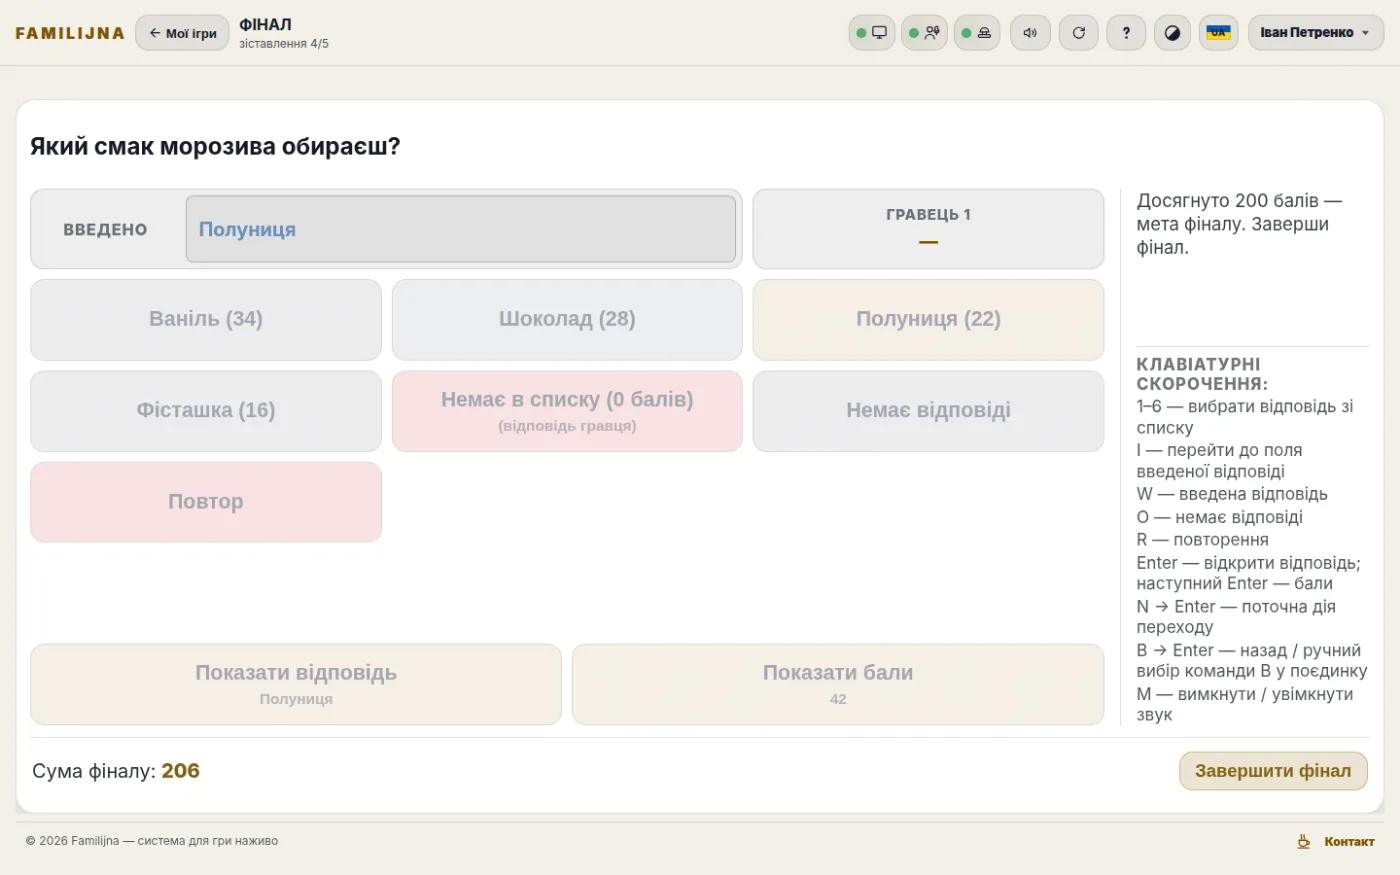 FAMILIJNA
← Мої ігри
ФІНАЛ
зіставлення 4/5
?
UA
Іван Петренко
Який смак морозива обираєш?
ВВЕДЕНО
Полуниця
ГРАВЕЦЬ 1
—
Ваніль (34)
Шоколад (28)
Полуниця (22)
Фісташка (16)
Немає в списку (0 балів)
(відповідь гравця)
Немає відповіді
Повтор
Показати відповідь
Полуниця
Показати бали
42
Досягнуто 200 балів —
мета фіналу. Заверши
фінал.
КЛАВІАТУРНІ
СКОРОЧЕННЯ:
1–6 — вибрати відповідь зі
списку
I — перейти до поля
введеної відповіді
W — введена відповідь
O — немає відповіді
R — повторення
Enter — відкрити відповідь;
наступний Enter — бали
N → Enter — поточна дія
переходу
B → Enter — назад / ручний
вибір команди B у поєдинку
M — вимкнути / увімкнути
звук
Сума фіналу: 206
Завершити фінал
© 2026 Familijna — система для гри наживо
Контакт